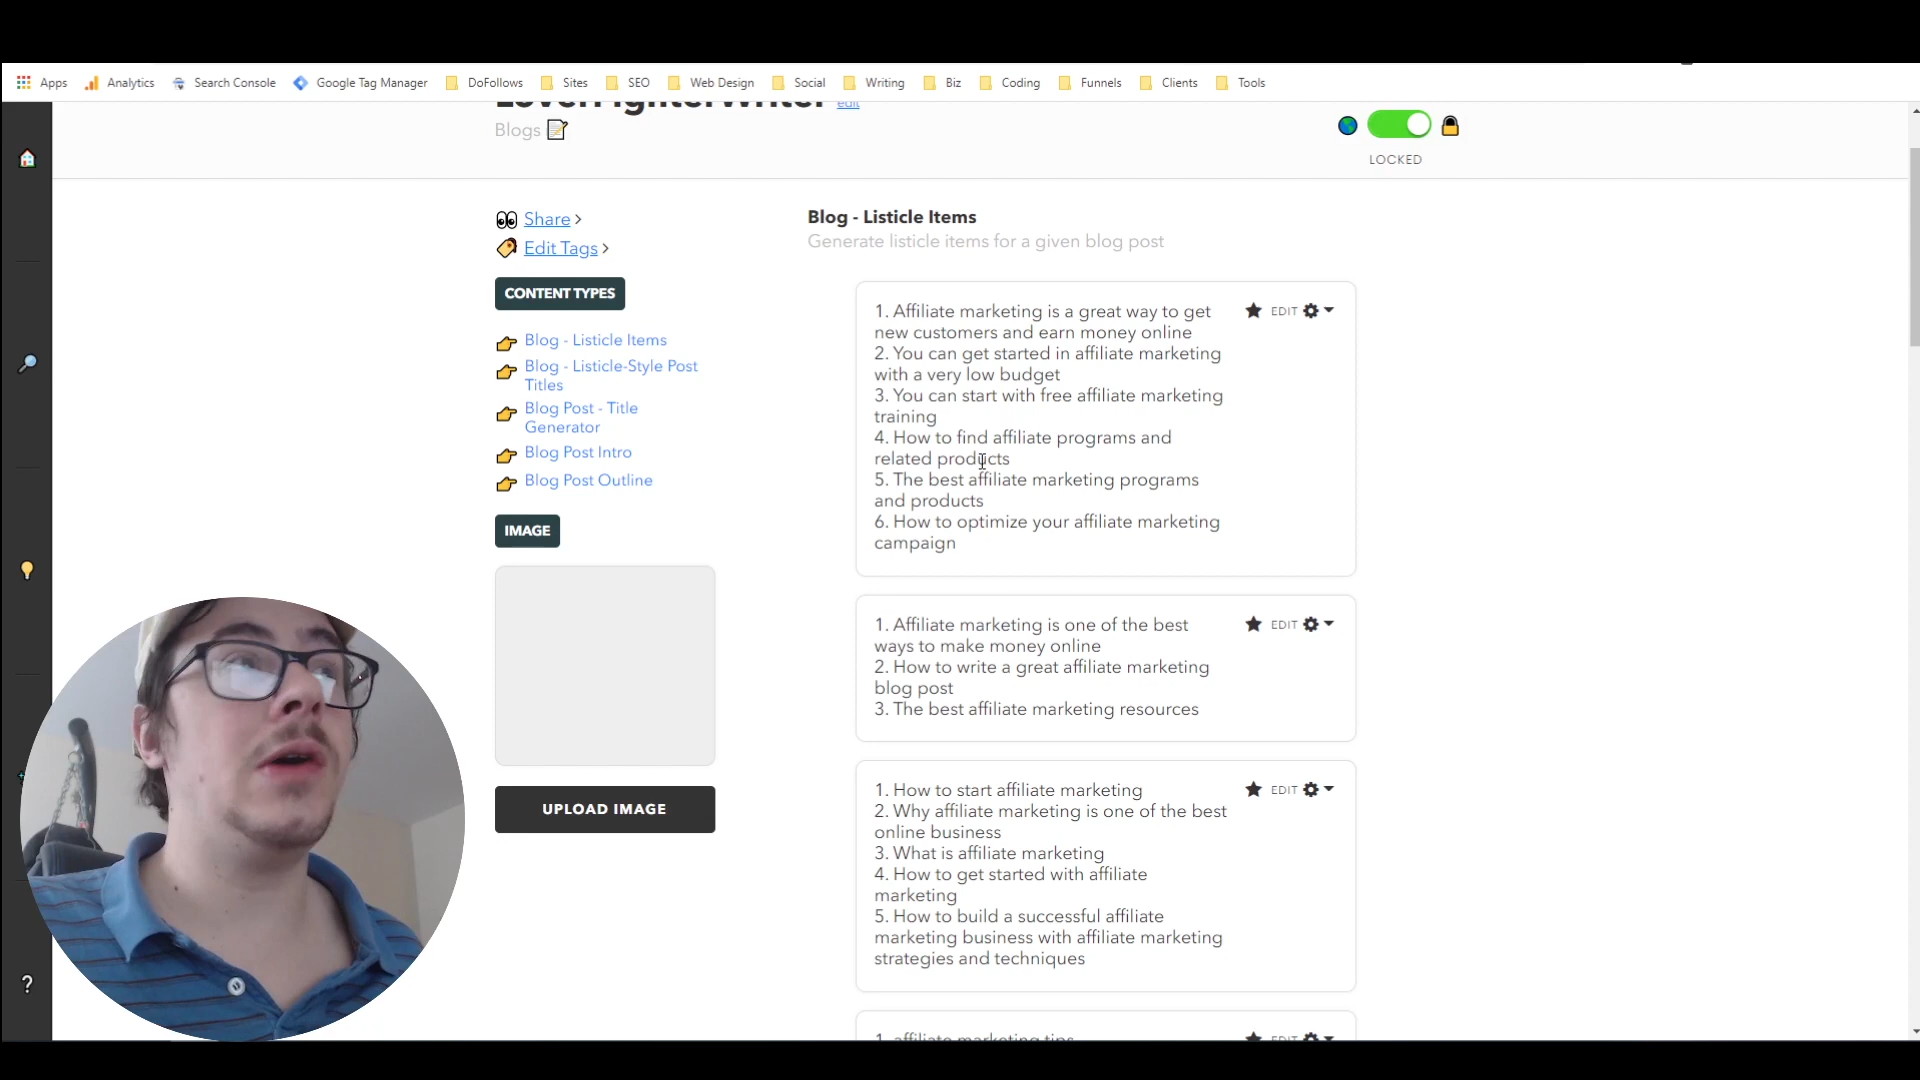 Apps Analytics Search Console Google Tag Manager DoFollows Sites SEO Web Design Social Writing Biz Coding Funnels Clients Tools
edit
Blogs
LOCKED
Share >
Edit Tags >
CONTENT TYPES
Blog - Listicle Items
Blog - Listicle-Style Post
Titles
Blog Post - Title
Generator
Blog Post Intro
Blog Post Outline
IMAGE
UPLOAD IMAGE
?
Blog - Listicle Items
Generate listicle items for a given blog post
1. Affiliate marketing is a great way to get
new customers and earn money online
2. You can get started in affiliate marketing
with a very low budget
3. You can start with free affiliate marketing
training
4. How to find affiliate programs and
related products
5. The best affiliate marketing programs
and products
6. How to optimize your affiliate marketing
campaign
EDIT
1. Affiliate marketing is one of the best
ways to make money online
2. How to write a great affiliate marketing
blog post
3. The best affiliate marketing resources
EDIT
1. How to start affiliate marketing
2. Why affiliate marketing is one of the best
online business
3. What is affiliate marketing
4. How to get started with affiliate
marketing
5. How to build a successful affiliate
marketing business with affiliate marketing
strategies and techniques
EDIT
1. affiliate marketing tips
EDIT